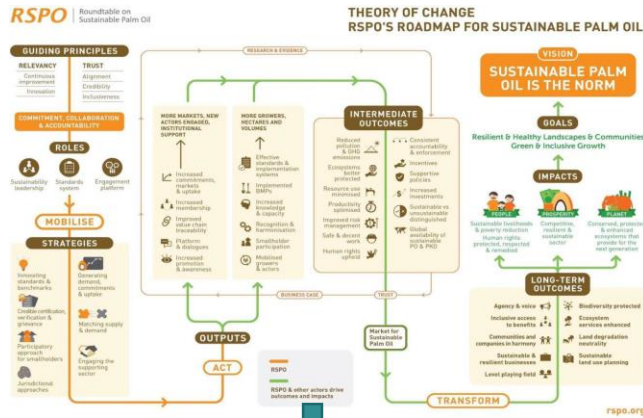 RSPO
Roundtable on
Sustainable Palm Oil
THEORY OF CHANGE
RSPO'S ROADMAP FOR SUSTAINABLE PALM OIL
GUIDING PRINCIPLES
RELEVANCY
Continuous
improvement
Innovation
TRUST
Alignment
Credibility
Inclusiveness
COMMITMENT, COLLABORATION
& ACCOUNTABILITY
ROLES
Sustainability
leadership
Standards
system
Engagement
platform
MOBILISE
STRATEGIES
Innovating
standards &
benchmarks
Credible certification,
verification &
grievance
Participatory
approach
for smallholders
Jurisdictional
approaches
Generating
demand,
commitments
& uptake
Matching supply
& demand
Engaging the
supporting
sector
RESEARCH & EVIDENCE
MORE MARKETS, NEW
ACTORS ENGAGED,
INSTITUTIONAL
SUPPORT
Increased
commitments,
markets
& uptake
Increased
membership
Improved
value chain
traceability
Platform
& dialogues
Increased
promotion
& awareness
MORE GROWERS,
HECTARES AND
VOLUMES
Effective
standards &
implementation
systems
Implemented
BMPs
Increased
knowledge
& capacity
Recognition &
harmonisation
Smallholder
participation
Mobilised
growers
& actors
BUSINESS CASE
OUTPUTS
ACT
INTERMEDIATE
OUTCOMES
Reduced
pollution & GHG
emissions
Ecosystems
better protected
Resource use
minimised
Productivity
optimised
Improved risk
management
Safe & decent
work
Human rights
upheld
Consistent
accountability
& enforcement
Incentives
Supportive
policies
Increased
investments
Sustainable vs
unsustainable
distinguished
Global
availability of
sustainable
PO & PKO
TRUST
Market for
Sustainable
Palm Oil
RSPO
RSPO & other actors drive
outcomes and impacts
TRANSFORM
VISION
SUSTAINABLE PALM
OIL IS THE NORM
GOALS
Resilient & Healthy Landscapes & Communities
Green & Inclusive Growth
IMPACTS
PEOPLE
Sustainable livelihoods
& poverty reduction
Human rights
protected, respected
& remedied
PROSPERITY
Competitive,
resilient &
sustainable
sector
PLANET
Conserved, protected
& enhanced
ecosystems that
provide for the
next generation
LONG-TERM
OUTCOMES
Agency & voice
Inclusive access
to benefits
Communities and
companies in harmony
Sustainable &
resilient businesses
Level playing field
Biodiversity protected
Ecosystem
services enhanced
Land degradation
neutrality
Sustainable
land use planning
rspo.org